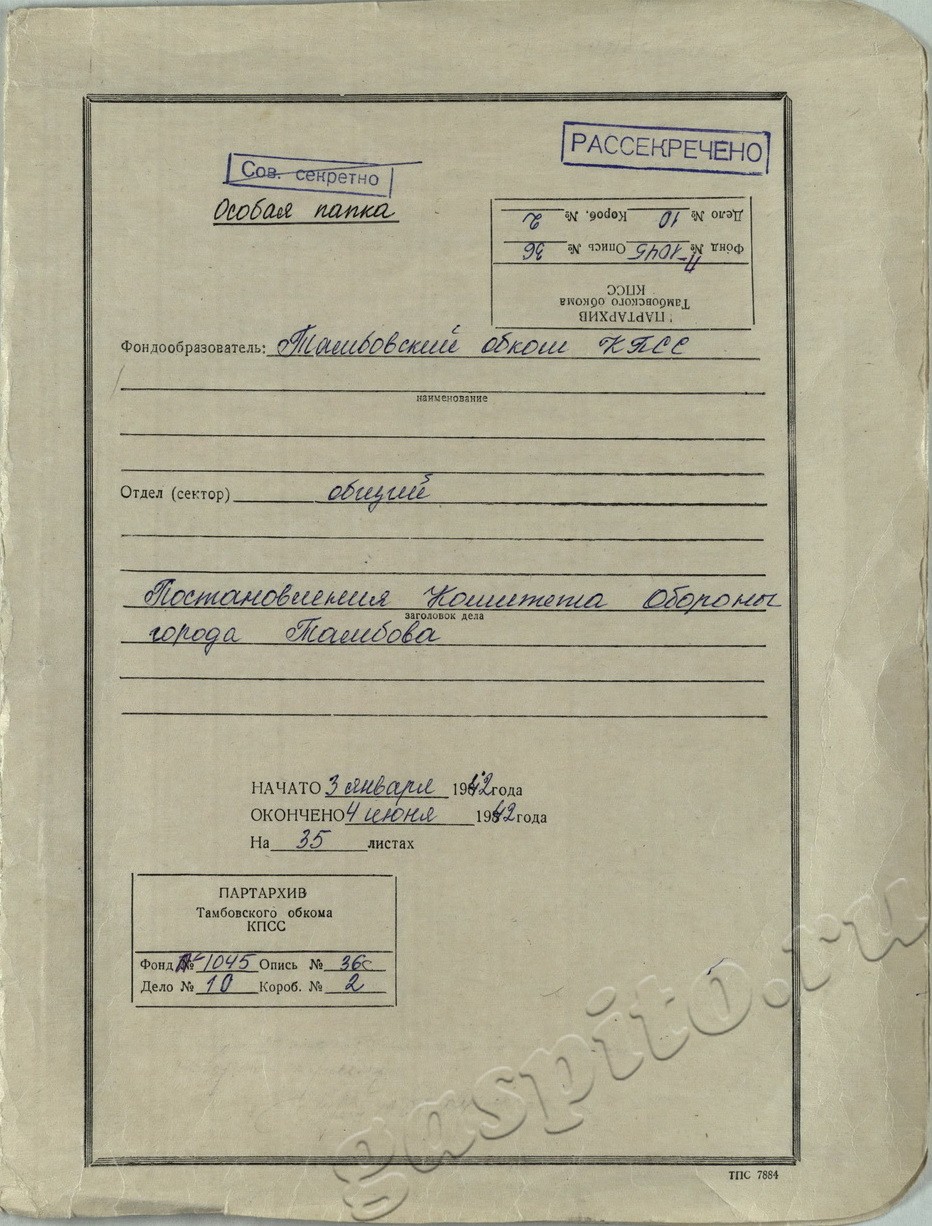 РАССЕКРЕЧЕНО
Сов. секретно
Особая папка
ПАРТАРХИВ
Тамбовского обкома
КПСС
Фонд № П-1045 Опись № 36
Дело № 10 Короб. № 2
Фондообразователь: Тамбовский обком КПСС
наименование
Отдел (сектор) общий
Постановления Комитета Обороны
заголовок дела
города Тамбова
НАЧАТО 3 января 1942 года
ОКОНЧЕНО 4 июня 1942 года
На 35 листах
ПАРТАРХИВ
Тамбовского обкома
КПСС
Фонд № 1045 Опись № 36с
Дело № 10 Короб. № 2
gaspito.ru
ТПС 7884